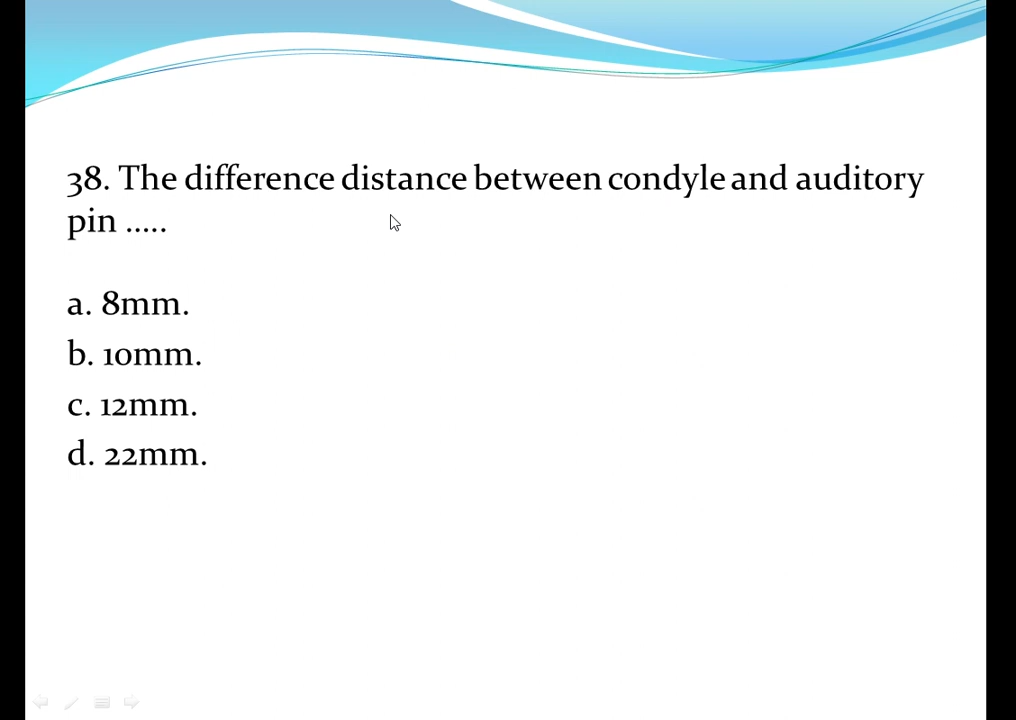 38. The difference distance between condyle and auditory
pin .....
a. 8mm.
b. 10mm.
c. 12mm.
d. 22mm.